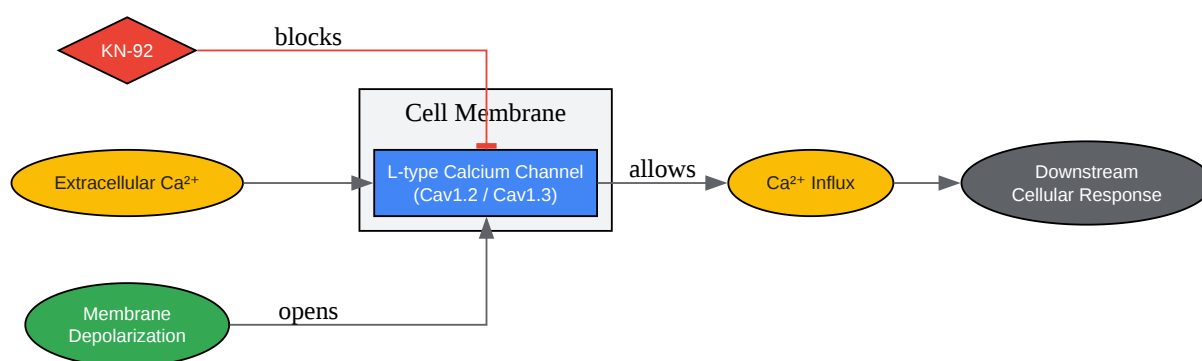 KN-92
blocks
Cell Membrane
Extracellular Ca²⁺
L-type Calcium Channel
(Cav1.2 / Cav1.3)
allows
Ca²⁺ Influx
Downstream
Cellular Response
Membrane
Depolarization
opens